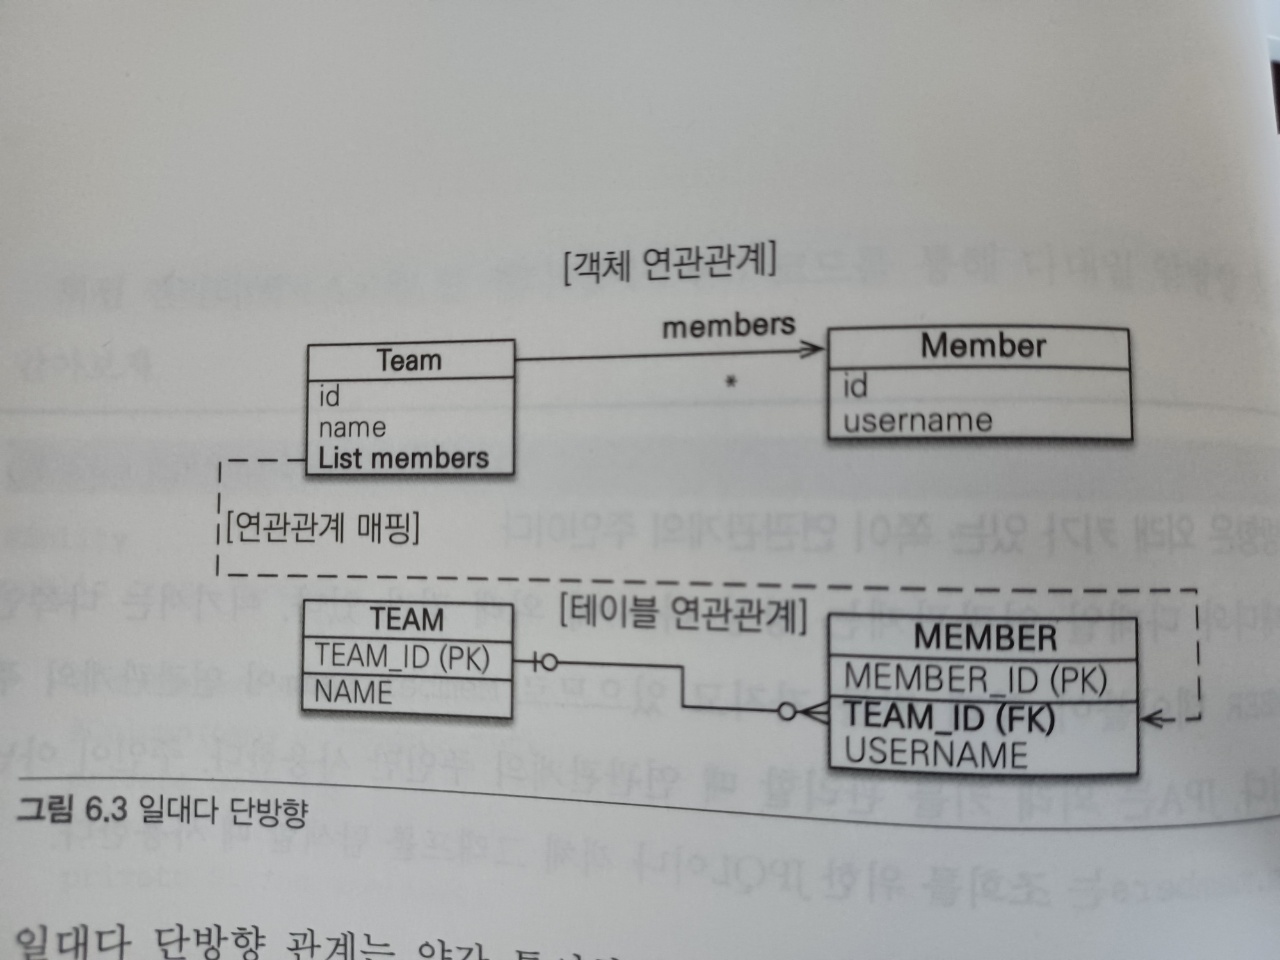 [객체 연관관계]
members
Team
id
name
List members
*
Member
id
username
[연관관계 매핑]
[테이블 연관관계]
TEAM
TEAM_ID (PK)
NAME
MEMBER
MEMBER_ID (PK)
TEAM_ID (FK)
USERNAME
그림 6.3 일대다 단방향
일대다 단방향 관계는 약간